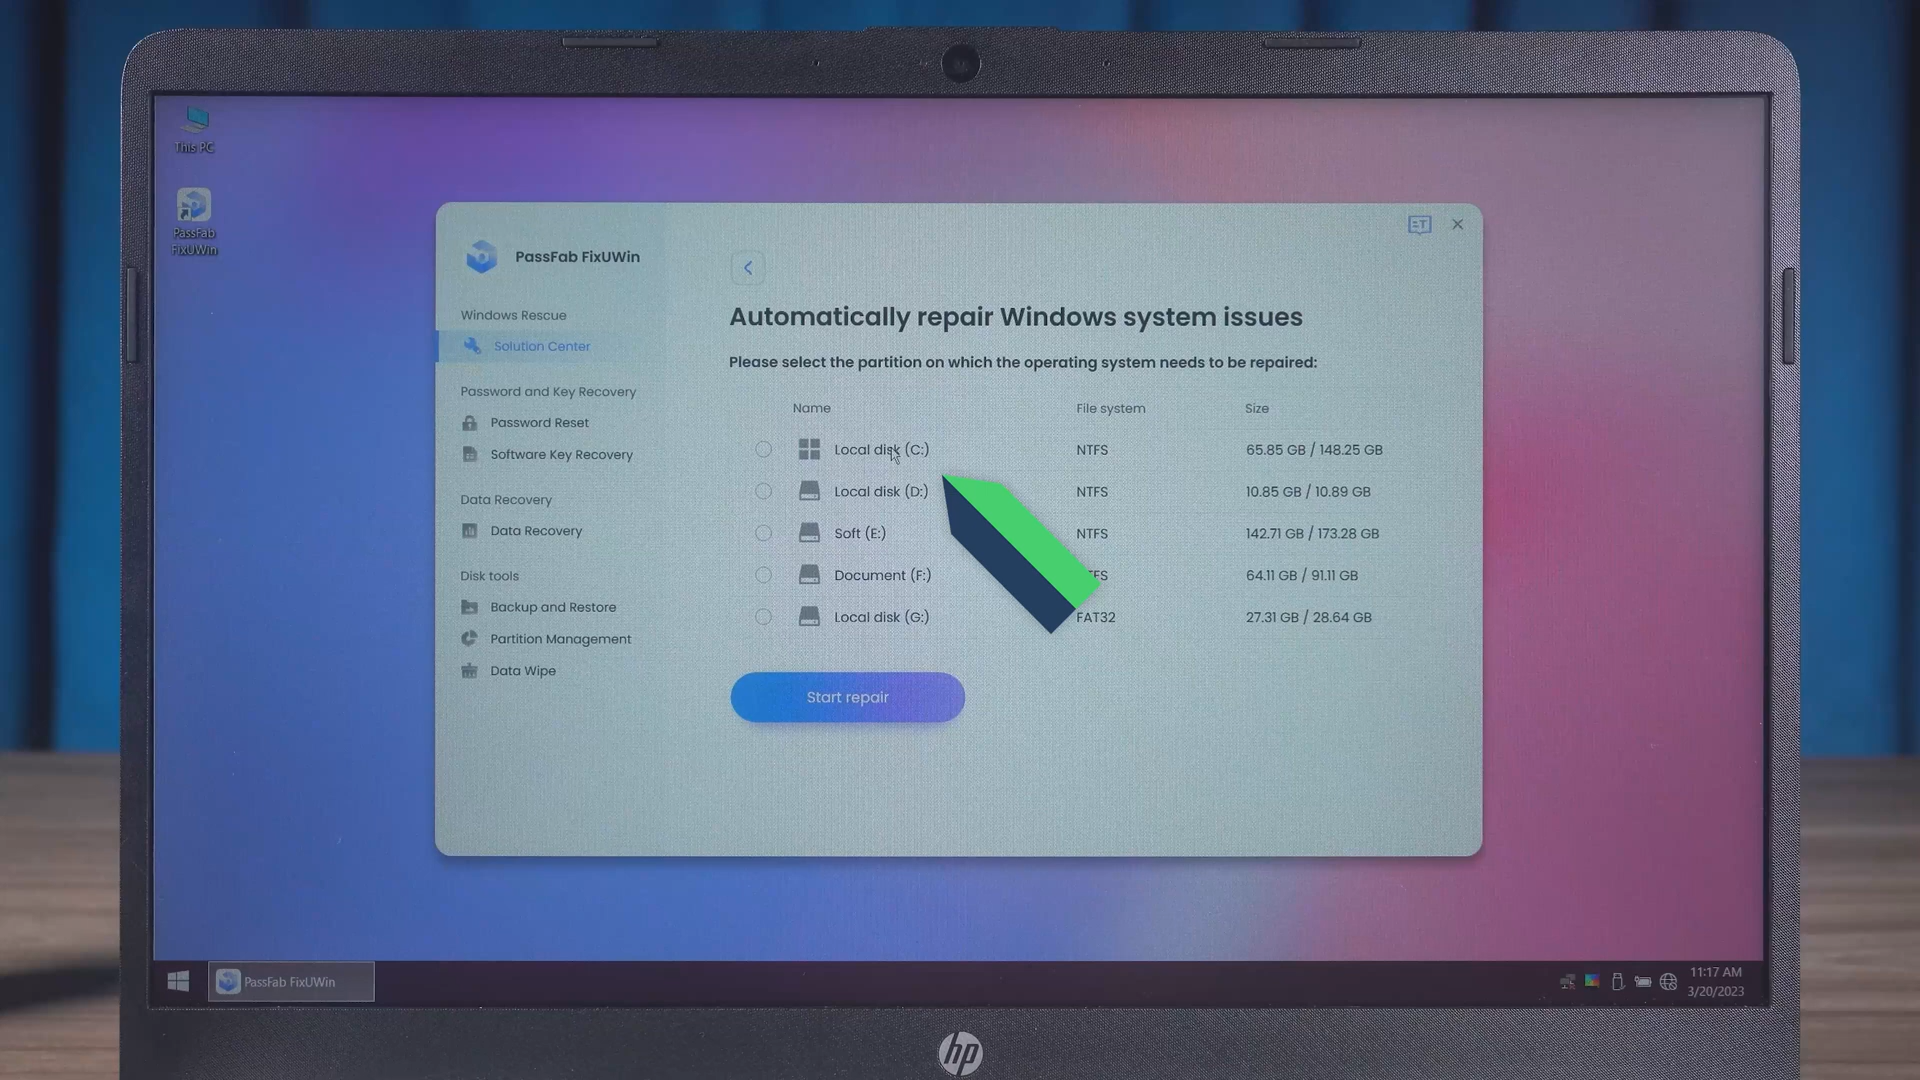 This PC
PassFab
FixUWin
PassFab FixUWin
Windows Rescue
Solution Center
Password and Key Recovery
Password Reset
Software Key Recovery
Data Recovery
Data Recovery
Disk tools
Backup and Restore
Partition Management
Data Wipe
Automatically repair Windows system issues
Please select the partition on which the operating system needs to be repaired:
Name File system Size
Local disk (C:) NTFS 65.85 GB / 148.25 GB
Local disk (D:) NTFS 10.85 GB / 10.89 GB
Soft (E:) NTFS 142.71 GB / 173.28 GB
Document (F:) TFS 64.11 GB / 91.11 GB
Local disk (G:) FAT32 27.31 GB / 28.64 GB
Start repair
PassFab FixUWin
11:17 AM
3/20/2023
hp